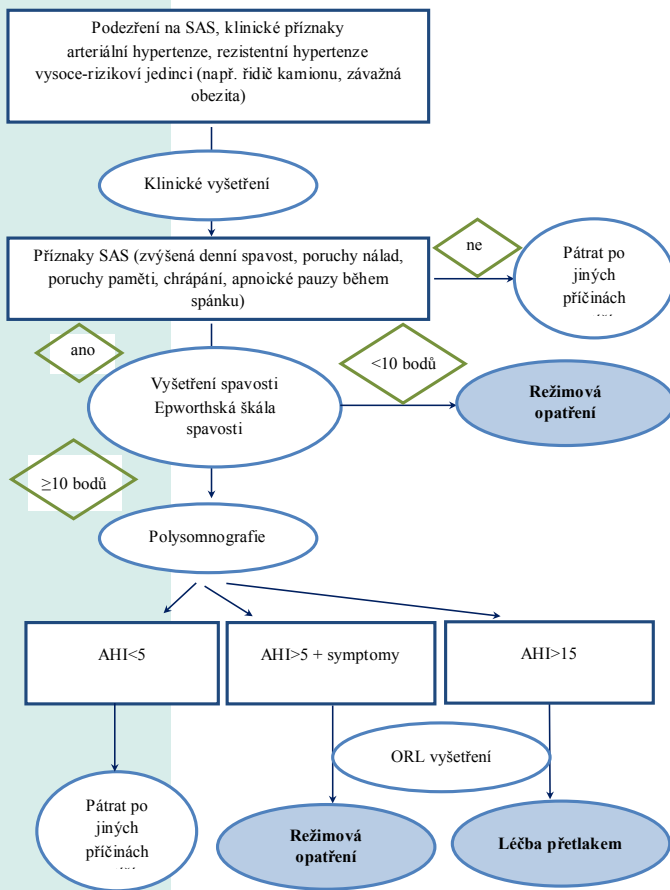 Podezření na SAS, klinické příznaky
arteriální hypertenze, rezistentní hypertenze
vysoce-rizikoví jedinci (např. řidič kamionu, závažná
obezita)
Klinické vyšetření
Příznaky SAS (zvýšená denní spavost, poruchy nálad,
poruchy paměti, chrápání, apnoické pauzy během
spánku)
ne
Pátrat po
jiných
příčinách
ano
Vyšetření spavosti
Epworthská škála
spavosti
<10 bodů
Režimová
opatření
≥10 bodů
Polysomnografie
AHI<5
AHI>5 + symptomy
AHI>15
ORL vyšetření
Pátrat po
jiných
příčinách
Režimová
opatření
Léčba přetlakem